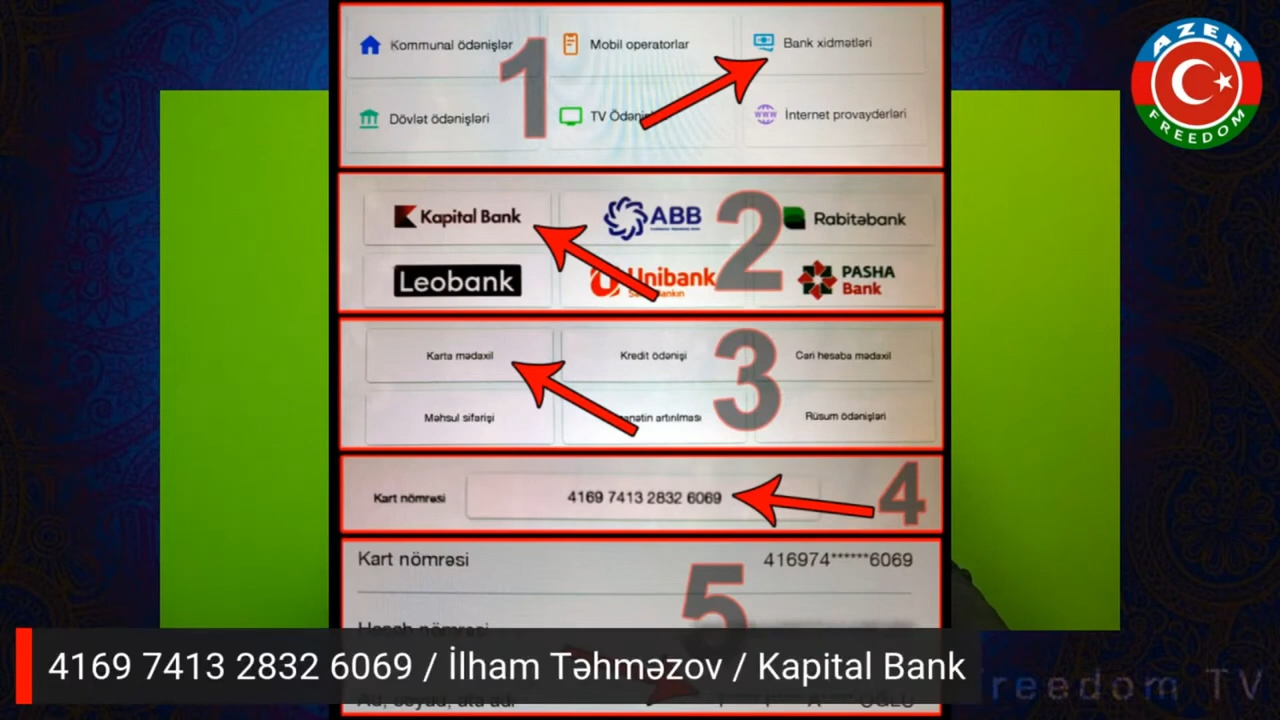 AZER
FREEDOM
Kommunal ödənişlər
Mobil operatorlar
Bank xidmətləri
1
Dövlət ödənişləri
TV
İnternet provayderləri
Kapital Bank
ABB
2
Rabitəbank
Leobank
Unibank
PASHA
Bank
Karta mədaxil
Kredit ödənişi
3
Cari hesaba mədaxil
Məhsul sifarişi
artırılması
Rüsum ödənişləri
Kart nömrəsi
4169 7413 2832 6069
4
Kart nömrəsi
416974******6069
5
4169 7413 2832 6069 / İlham Təhməzov / Kapital Bank
TV